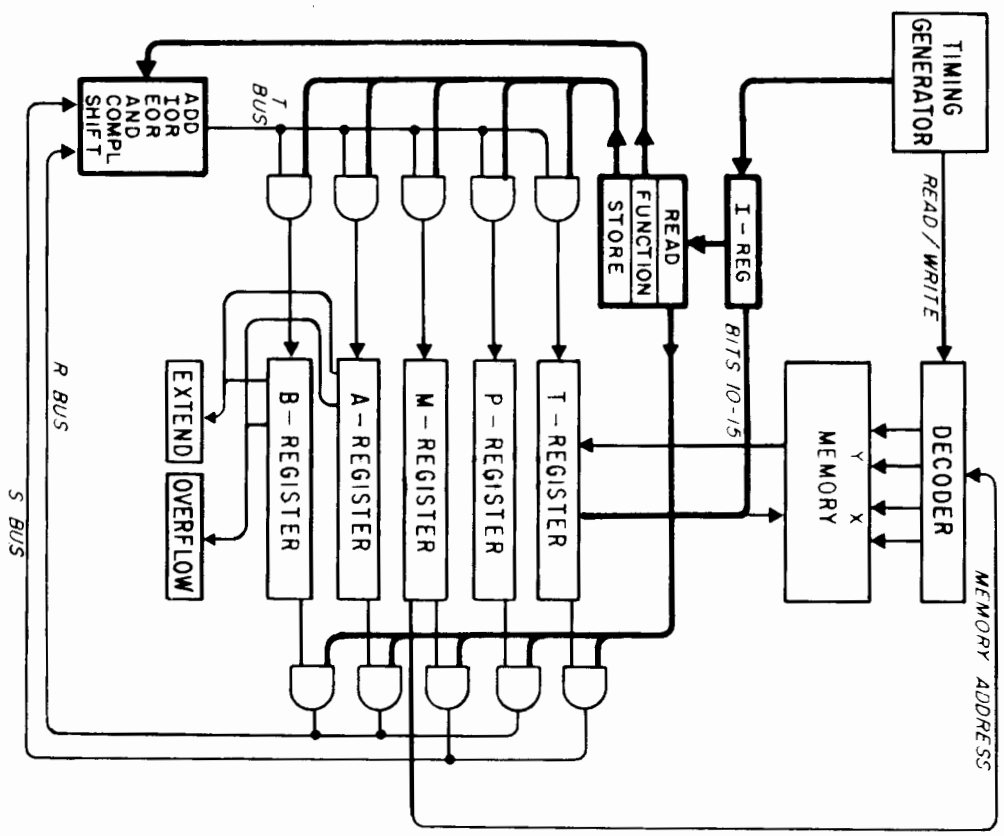 TIMING
GENERATOR
READ/WRITE
DECODER
MEMORY ADDRESS
I-REG
BITS 10-15
MEMORY
Y X
READ
FUNCTION
STORE
T-REGISTER
P-REGISTER
M-REGISTER
A-REGISTER
B-REGISTER
EXTEND
OVERFLOW
T
BUS
ADD
IOR
EOR
AND
COMPL
SHIFT
R BUS
S BUS